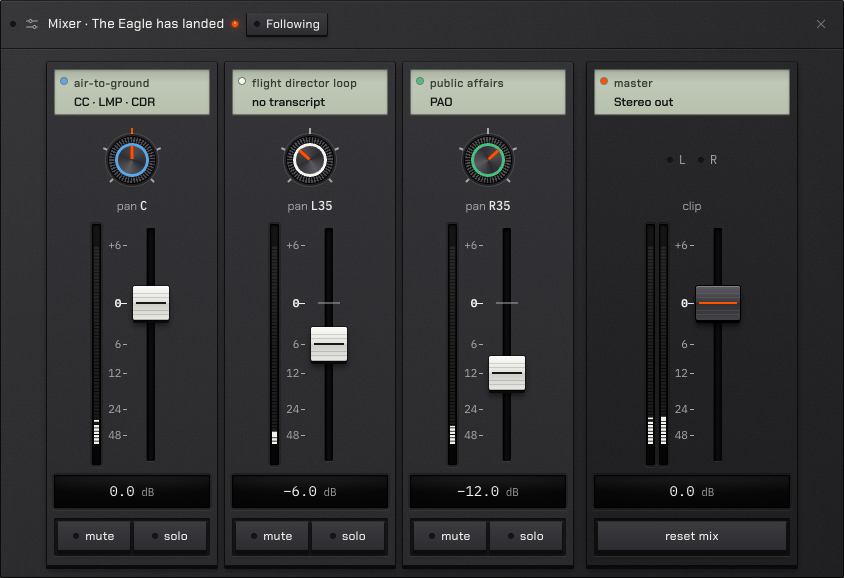 Mixer · The Eagle has landed
Following
air-to-ground
CC · LMP · CDR
pan C
+6
0
6
12
24
48
0.0 dB
mute
solo
flight director loop
no transcript
pan L35
+6
0
6
12
24
48
−6.0 dB
mute
solo
public affairs
PAO
pan R35
+6
0
6
12
24
48
−12.0 dB
mute
solo
master
Stereo out
L R
clip
+6
0
6
12
24
48
0.0 dB
reset mix